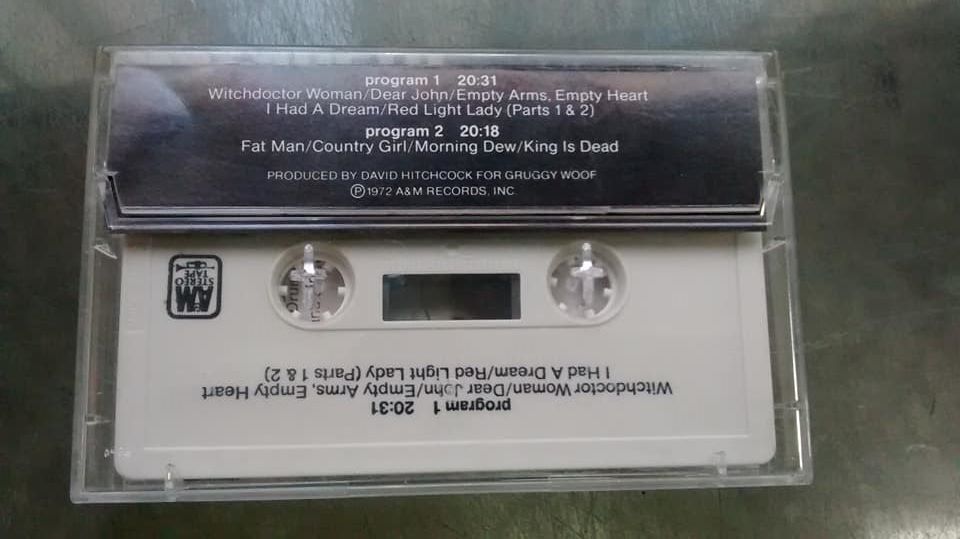 program 1 20:31
Witchdoctor Woman/Dear John/Empty Arms, Empty Heart
I Had A Dream/Red Light Lady (Parts 1 & 2)
program 2 20:18
Fat Man/Country Girl/Morning Dew/King Is Dead
PRODUCED BY DAVID HITCHCOCK FOR GRUGGY WOOF
Ⓟ1972 A&M RECORDS, INC.
A&M
STEREO
TAPE
program 1 20:31
Witchdoctor Woman/Dear John/Empty Arms, Empty Heart
I Had A Dream/Red Light Lady (Parts 1 & 2)